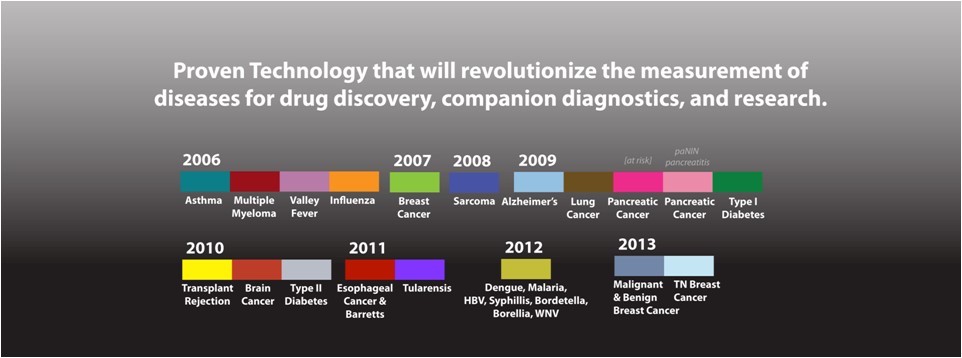 Proven Technology that will revolutionize the measurement of
diseases for drug discovery, companion diagnostics, and research.
2006
2007
2008
2009
[at risk]
paNIN
pancreatitis
Asthma
Multiple
Myeloma
Valley
Fever
Influenza
Breast
Cancer
Sarcoma
Alzheimer's
Lung
Cancer
Pancreatic
Cancer
Pancreatic
Cancer
Type I
Diabetes
2010
2011
2012
2013
Transplant
Rejection
Brain
Cancer
Type II
Diabetes
Esophageal
Cancer &
Barretts
Tularensis
Dengue, Malaria,
HBV, Syphillis, Bordetella,
Borellia, WNV
Malignant
& Benign
Breast Cancer
TN Breast
Cancer